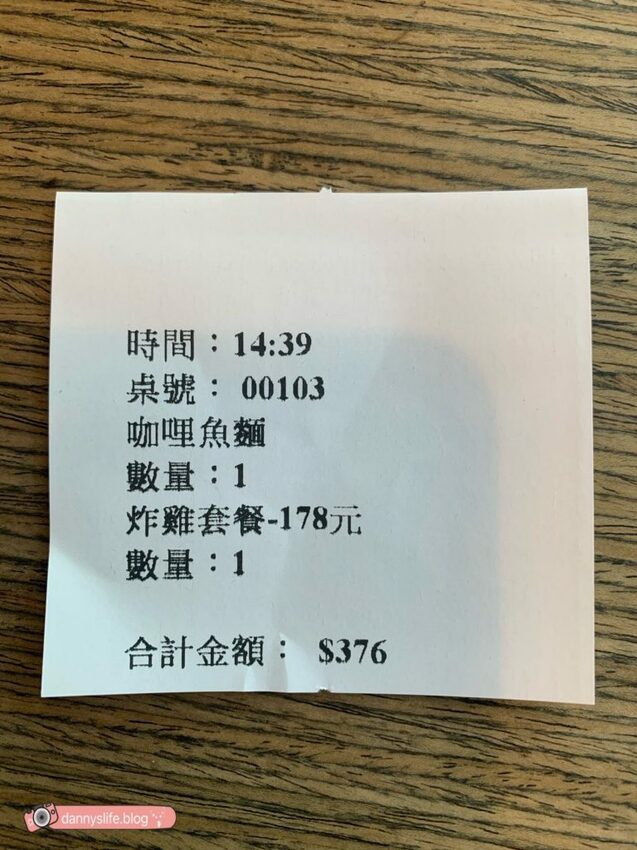 時間：14:39
桌號： 00103
咖哩魚麵
數量：1
炸雞套餐-178元
數量：1
合計金額： $376
dannyslife.blog